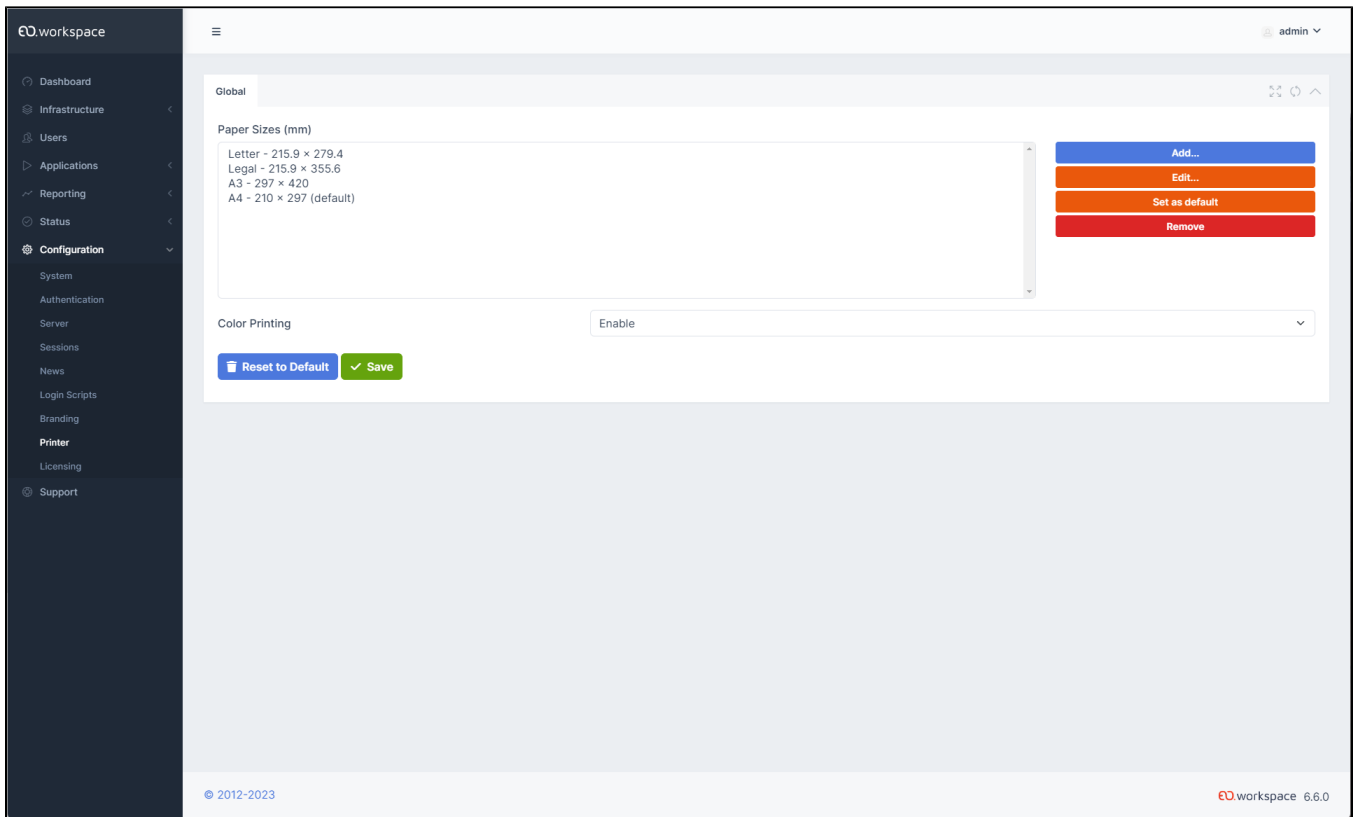 EO.workspace
admin
Dashboard
Infrastructure
Users
Applications
Reporting
Status
Configuration
System
Authentication
Server
Sessions
News
Login Scripts
Branding
Printer
Licensing
Support
Global
Paper Sizes (mm)
Letter - 215.9 × 279.4
Legal - 215.9 × 355.6
A3 - 297 × 420
A4 - 210 × 297 (default)
Add...
Edit...
Set as default
Remove
Color Printing
Enable
Reset to Default
Save
© 2012-2023
EO.workspace 6.6.0